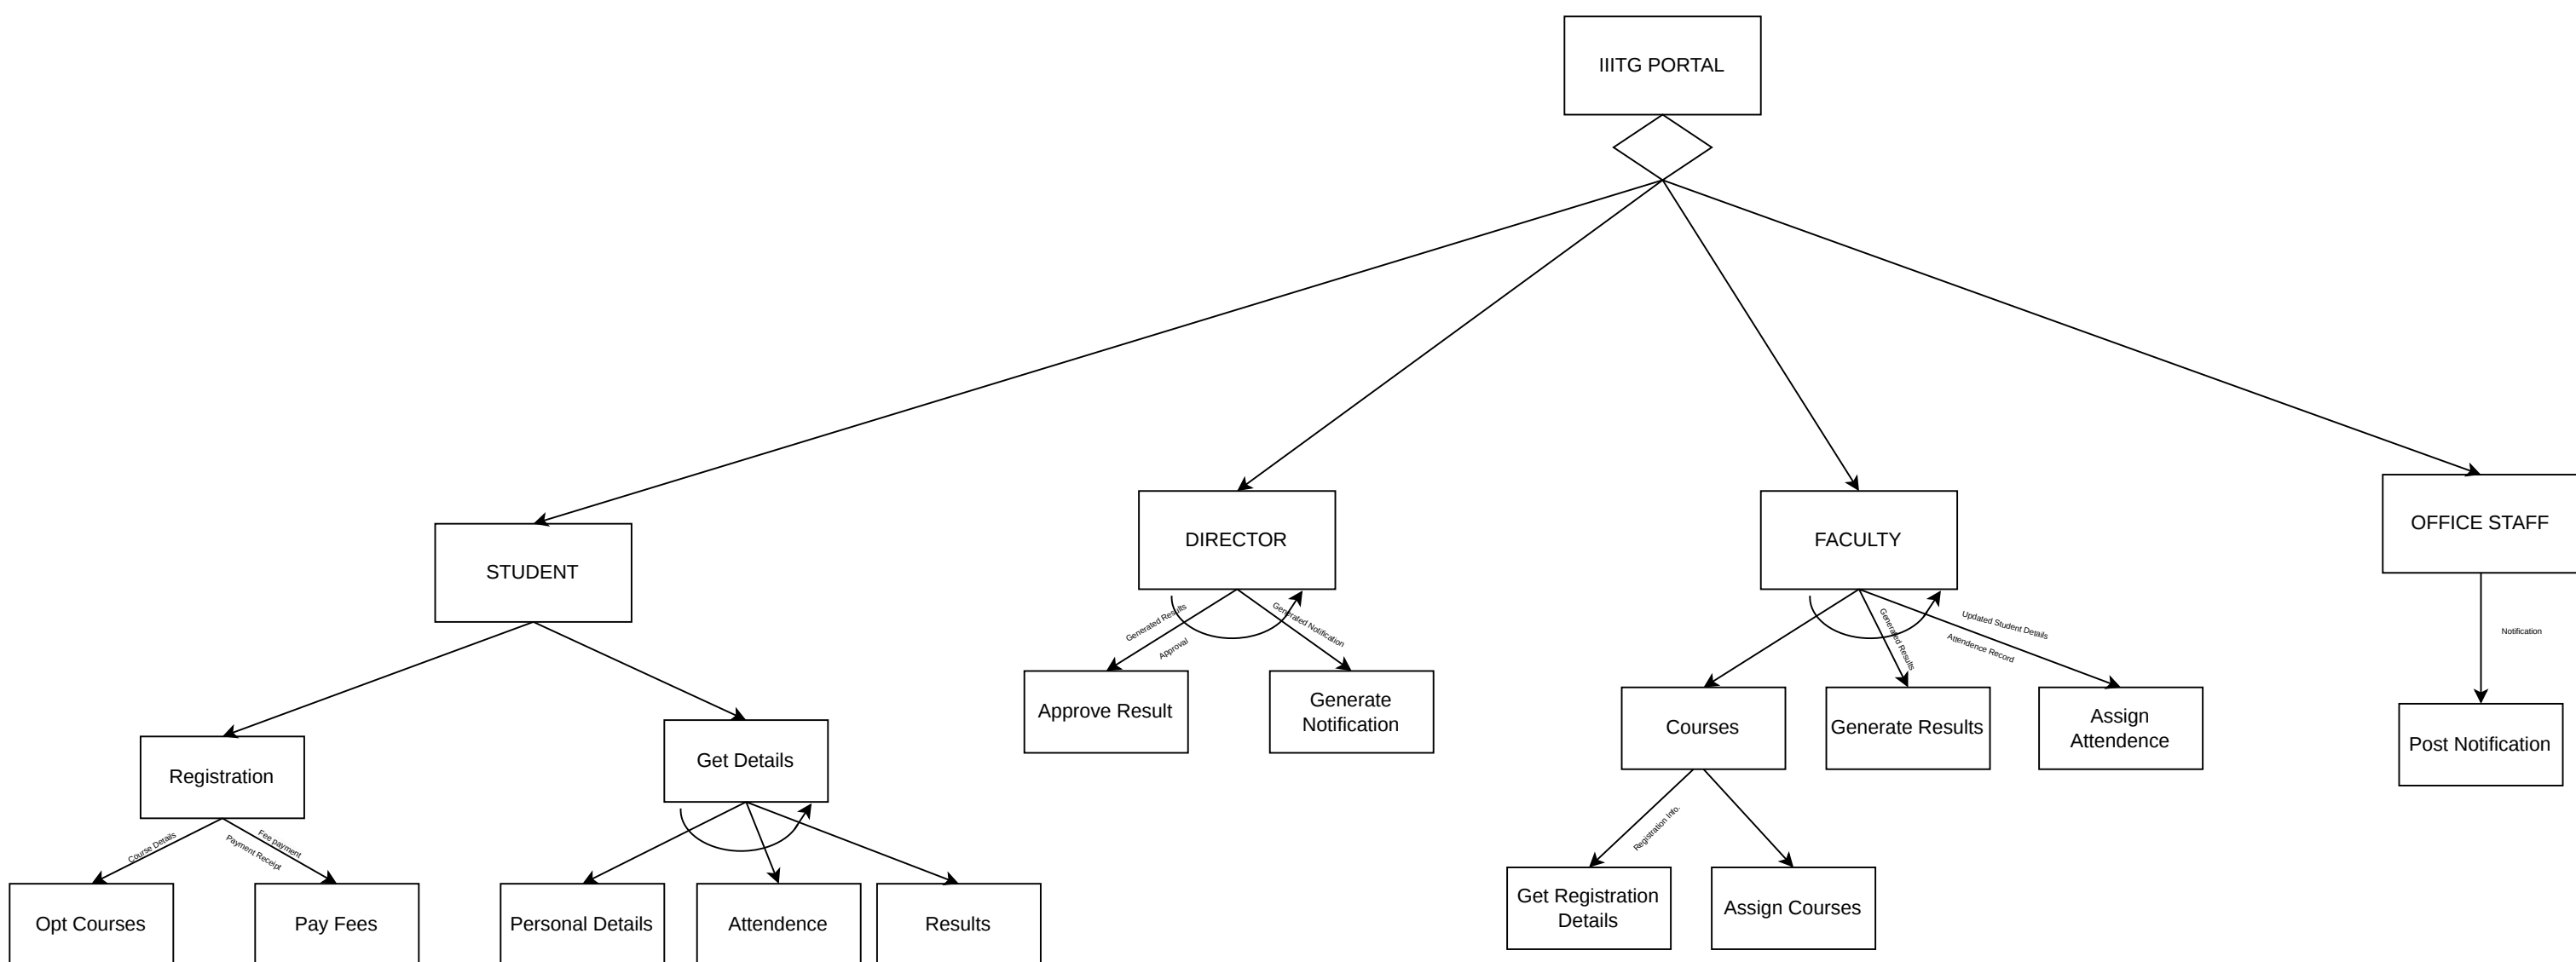 IIITG PORTAL
STUDENT
DIRECTOR
FACULTY
OFFICE STAFF
Generated Results
Approval
Generated Notification
Generated Results
Updated Student Details
Attendence Record
Notification
Registration
Get Details
Approve Result
Generate
Notification
Courses
Generate Results
Assign
Attendence
Post Notification
Course Details
Fee payment
Payment Receipt
Registration Info.
Opt Courses
Pay Fees
Personal Details
Attendence
Results
Get Registration
Details
Assign Courses